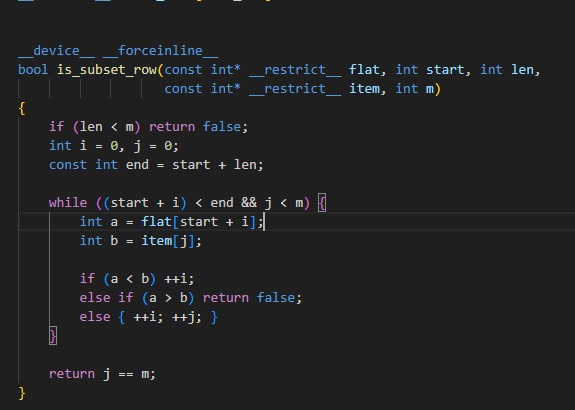 __device__ __forceinline__
bool is_subset_row(const int* __restrict__ flat, int start, int len,
                   const int* __restrict__ item, int m)
{
    if (len < m) return false;
    int i = 0, j = 0;
    const int end = start + len;

    while ((start + i) < end && j < m) {
        int a = flat[start + i];
        int b = item[j];

        if (a < b) ++i;
        else if (a > b) return false;
        else { ++i; ++j; }
    }

    return j == m;
}